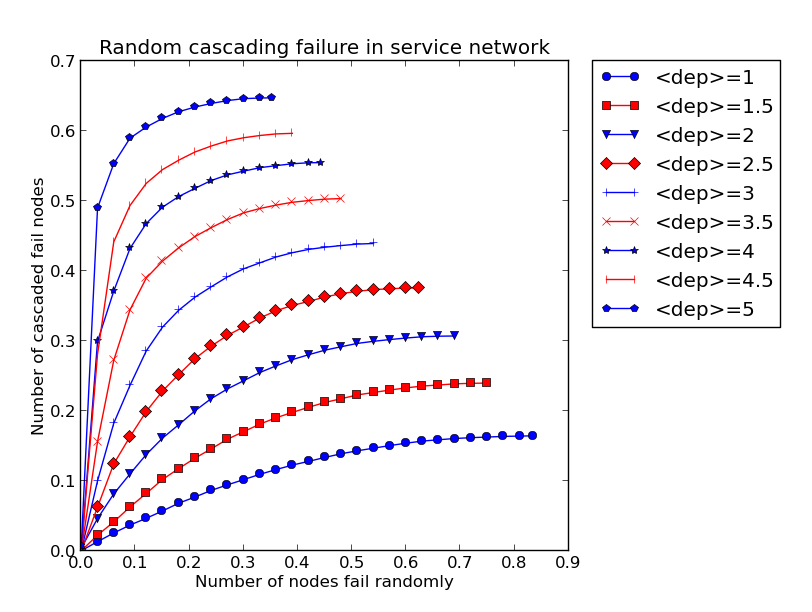 Random cascading failure in service network
Number of cascaded fail nodes
0.7
0.6
0.5
0.4
0.3
0.2
0.1
0.0
0.0 0.1 0.2 0.3 0.4 0.5 0.6 0.7 0.8 0.9
Number of nodes fail randomly
<dep>=1
<dep>=1.5
<dep>=2
<dep>=2.5
<dep>=3
<dep>=3.5
<dep>=4
<dep>=4.5
<dep>=5